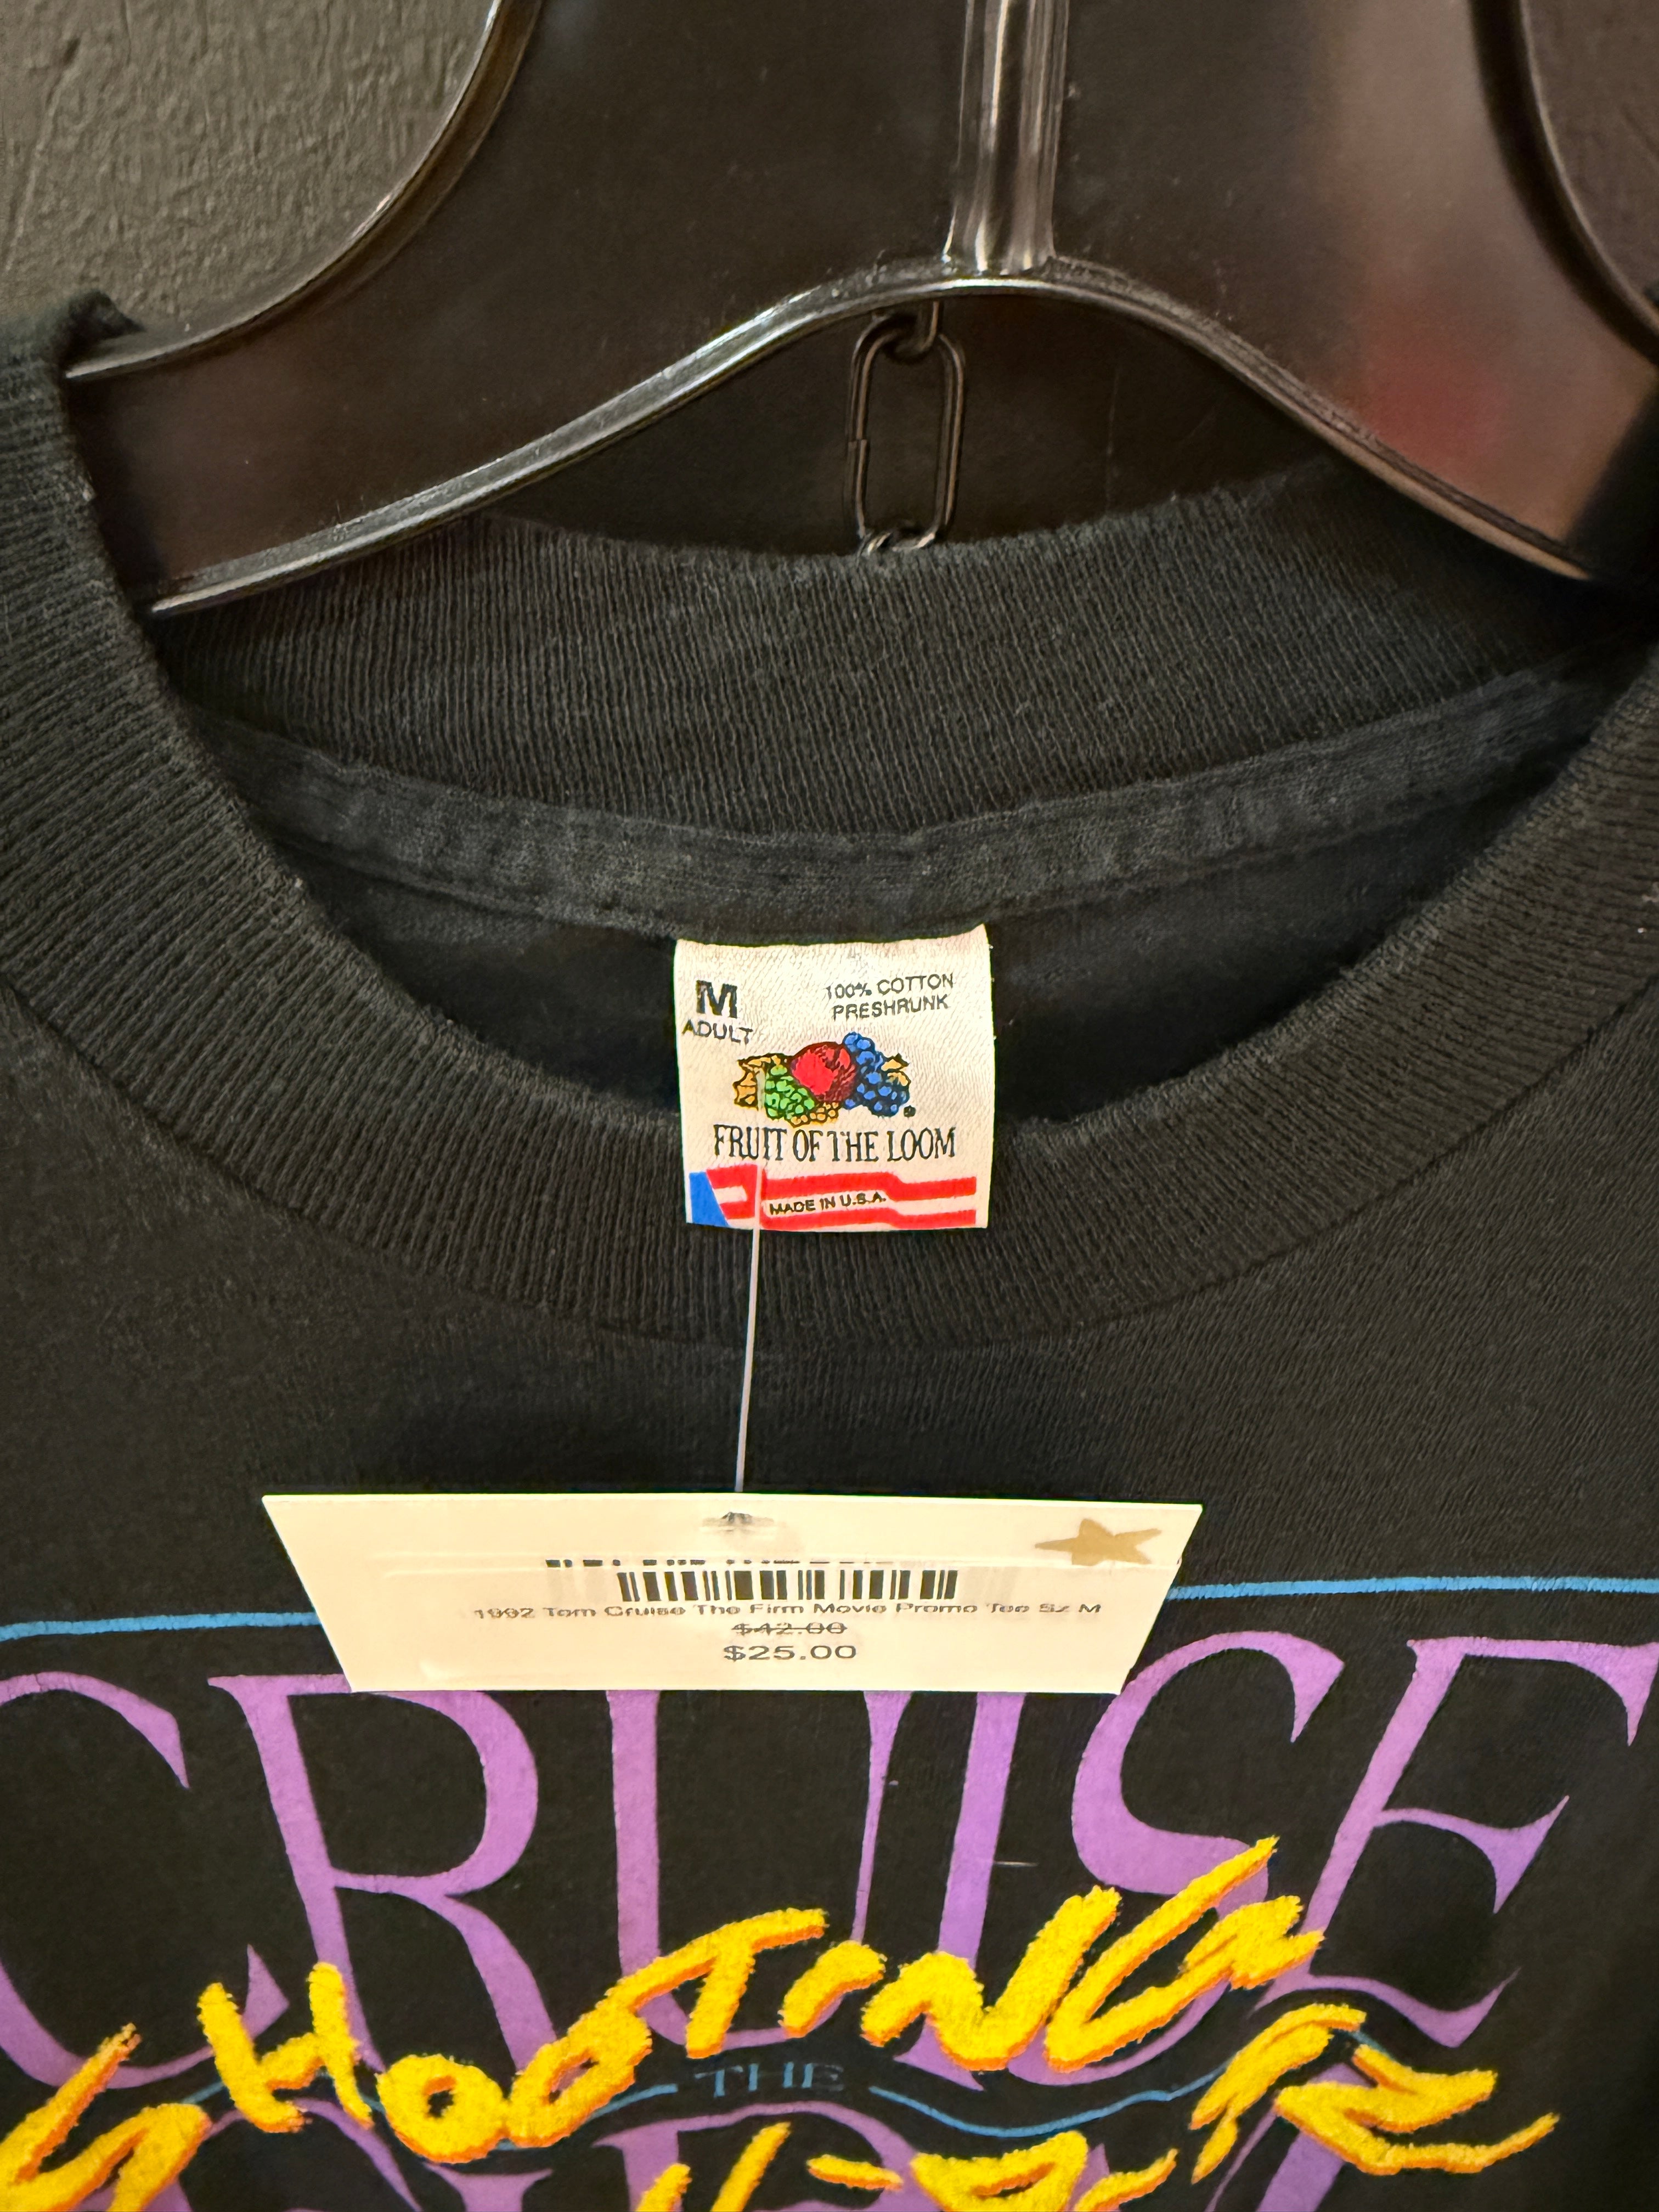 M
ADULT
100% COTTON
PRESHRUNK
FRUIT OF THE LOOM
MADE IN U.S.A.
1992 Tom Cruise The Firm Movie Promo Tee Sz M
$42.00
$25.00
CRUISE
SHOOTING
THE